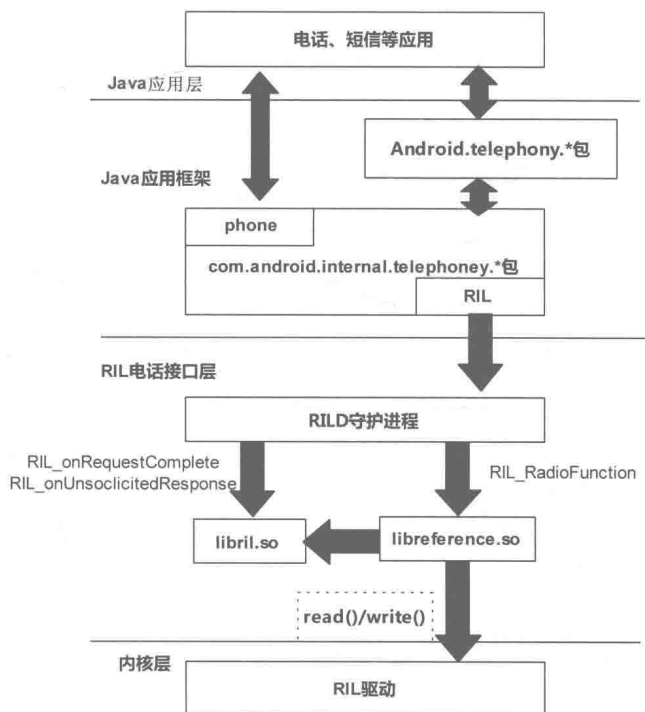 电话、短信等应用
Java应用层
Android.telephony.*包
Java应用框架
phone
com.android.internal.telephoney.*包
RIL
RIL电话接口层
RILD守护进程
RIL_onRequestComplete
RIL_onUnsoclicitedResponse
RIL_RadioFunction
libril.so
libreference.so
read()/write()
内核层
RIL驱动